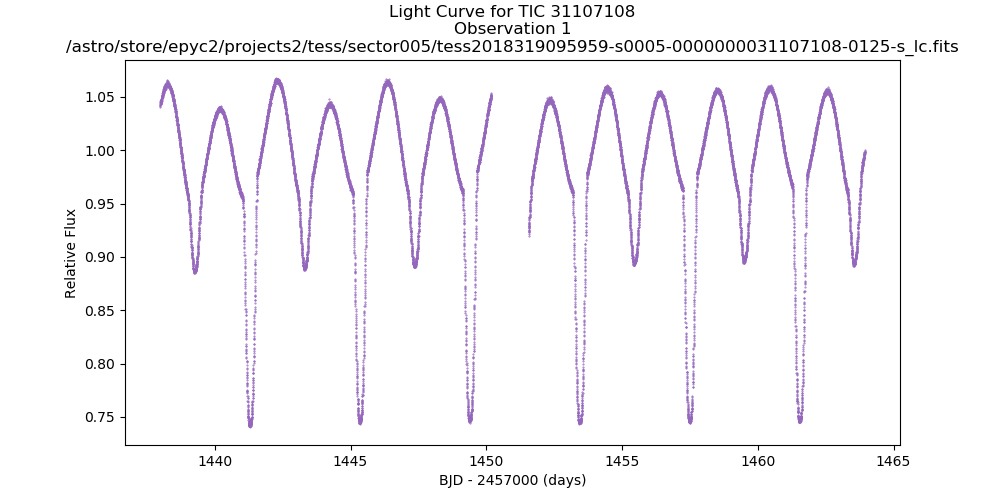 Light Curve for TIC 31107108
Observation 1
/astro/store/epyc2/projects2/tess/sector005/tess2018319095959-s0005-0000000031107108-0125-s_lc.fits
1.05
1.00
0.95
0.90
0.85
0.80
0.75
Relative Flux
1440
1445
1450
1455
1460
1465
BJD - 2457000 (days)